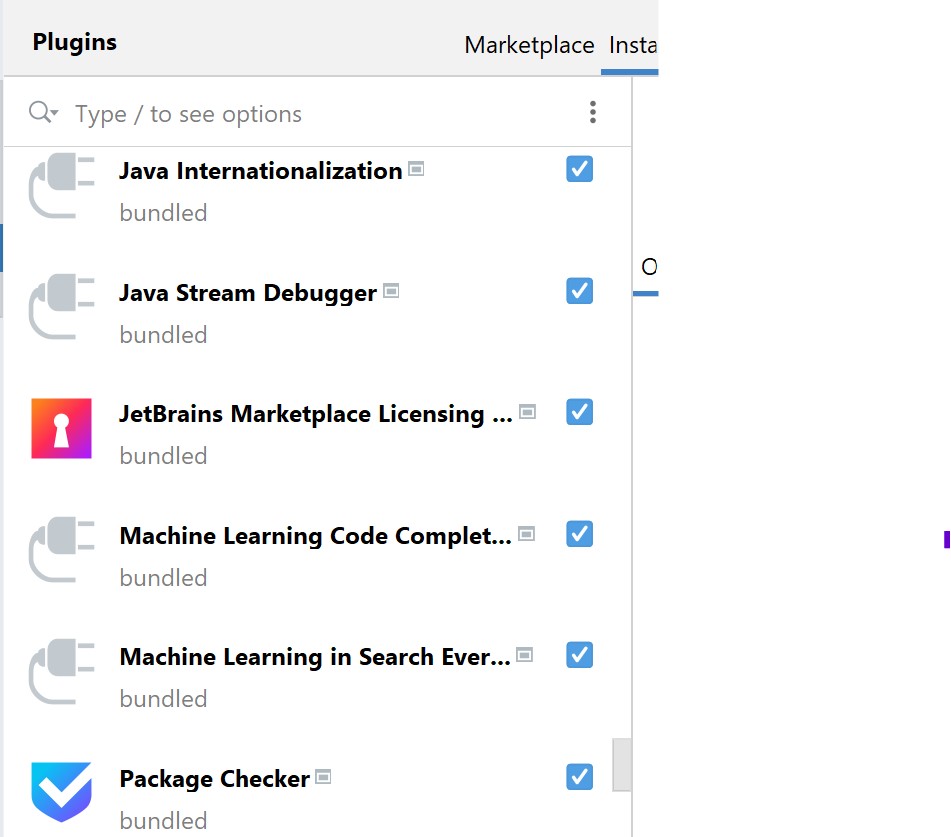 Plugins
Marketplace Insta
Type / to see options
Java Internationalization
bundled
Java Stream Debugger
bundled
JetBrains Marketplace Licensing ...
bundled
Machine Learning Code Complet...
bundled
Machine Learning in Search Ever...
bundled
Package Checker
bundled